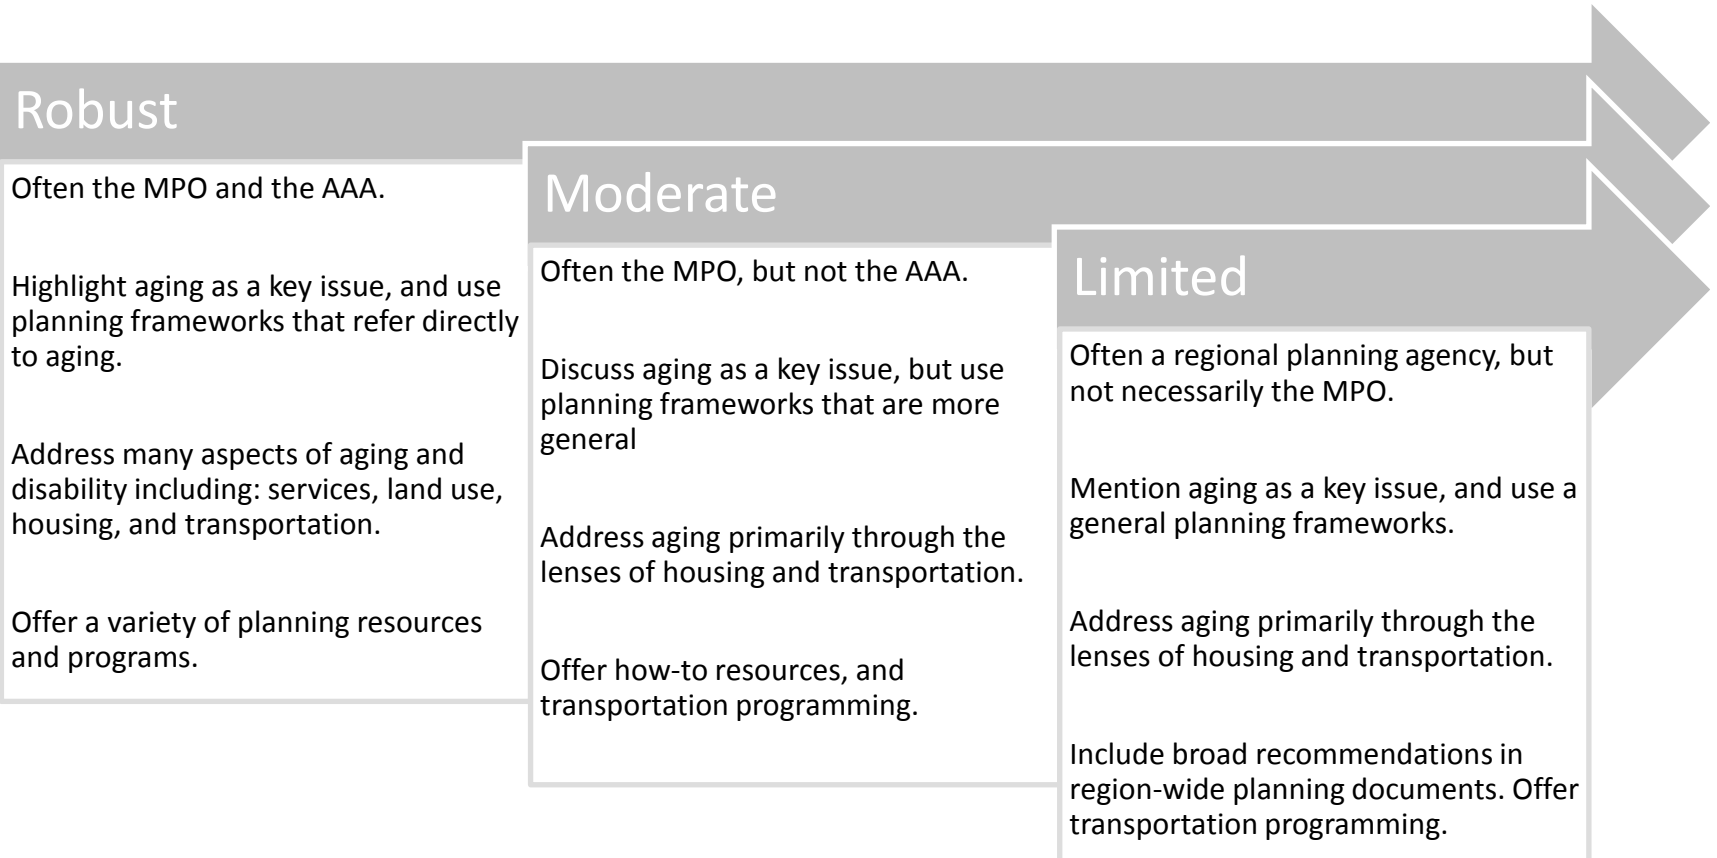 Robust
Often the MPO and the AAA.
Highlight aging as a key issue, and use
planning frameworks that refer directly
to aging.
Address many aspects of aging and
disability including: services, land use,
housing, and transportation.
Offer a variety of planning resources
and programs.
Moderate
Often the MPO, but not the AAA.
Discuss aging as a key issue, but use
planning frameworks that are more
general
Address aging primarily through the
lenses of housing and transportation.
Offer how-to resources, and
transportation programming.
Limited
Often a regional planning agency, but
not necessarily the MPO.
Mention aging as a key issue, and use a
general planning frameworks.
Address aging primarily through the
lenses of housing and transportation.
Include broad recommendations in
region-wide planning documents. Offer
transportation programming.